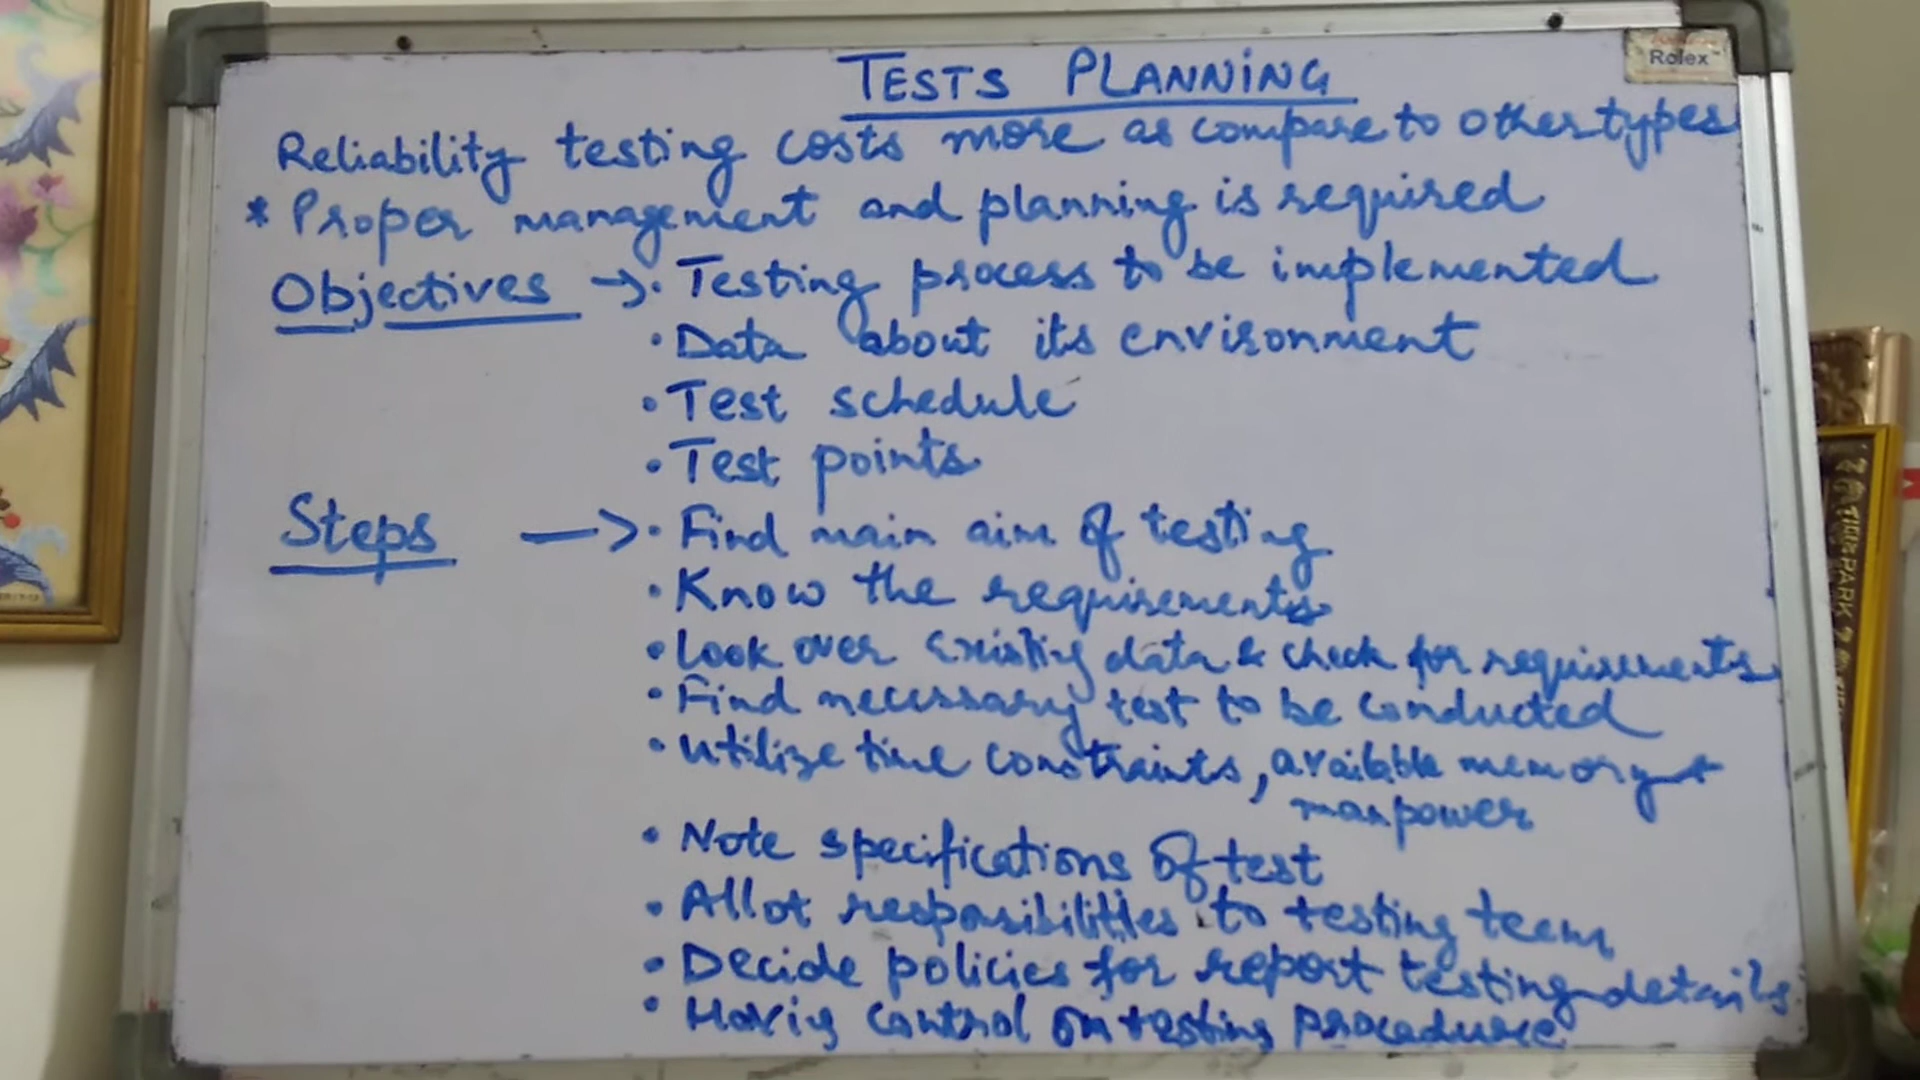 TESTS PLANNING
Rolex
Reliability testing costs more as compare to other types
* Proper management and planning is required
Objectives → · Testing process to be implemented
· Data about its environment
· Test schedule
· Test points
Steps → · Find main aim of testing
· Know the requirements
· Look over existing data & check for requirements
· Find necessary test to be conducted
· Utilize time constraints, available memory +
manpower
· Note specifications of test
· Allot responsibilities to testing team
· Decide policies for report testing details
· Having control on testing procedure